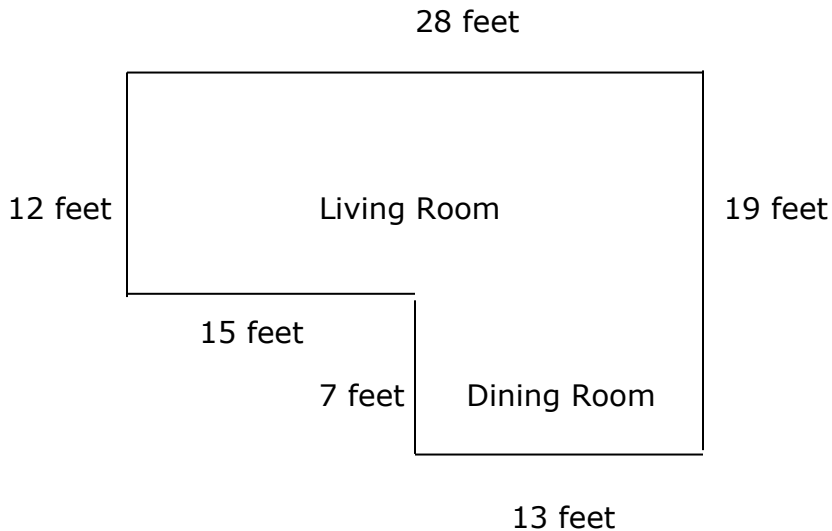 28 feet
12 feet
Living Room
19 feet
15 feet
7 feet
Dining Room
13 feet